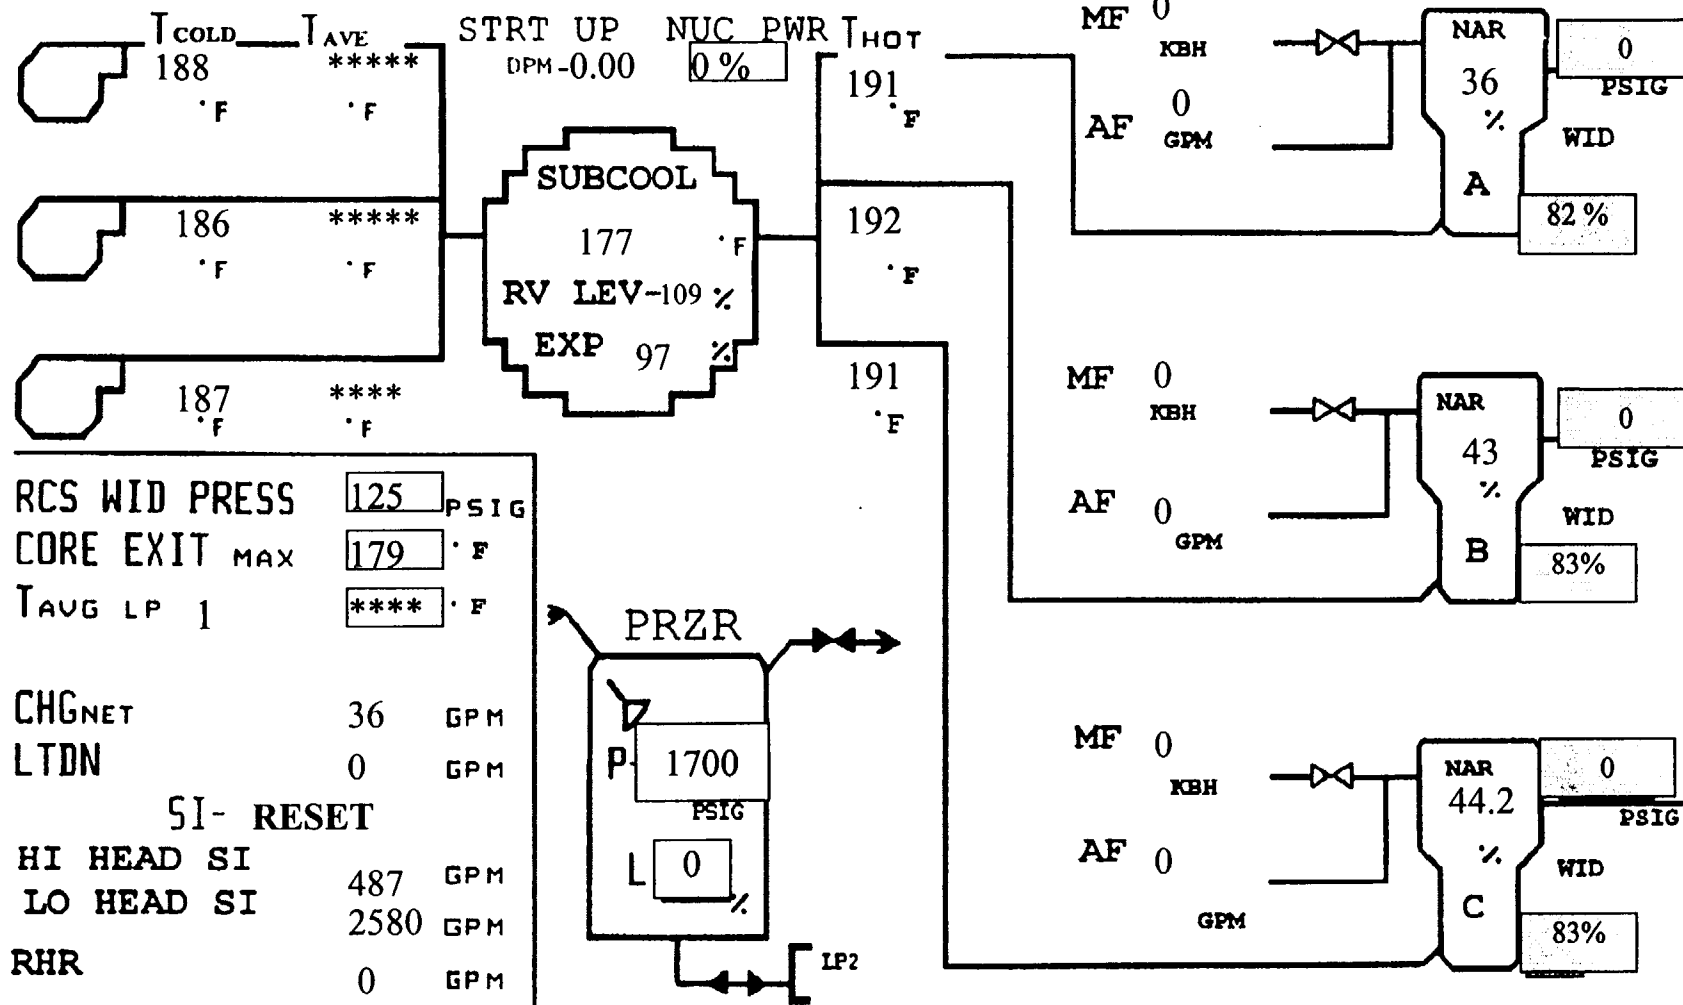 TCOLD TAVE STRT UP NUC PWR THOT
188 ***** DPM -0.00 0 % 191
°F °F °F
186 ***** SUBCOOL 192
°F °F 177 °F °F
RV LEV-109 %
EXP 97 %
187 **** 191
°F °F °F
RCS WID PRESS 125 PSIG
CORE EXIT MAX 179 °F
TAVG LP 1 **** °F
CHGNET 36 GPM
LTDN 0 GPM
SI- RESET
HI HEAD SI 487 GPM
LO HEAD SI 2580 GPM
RHR 0 GPM
PRZR
P 1700
PSIG
L 0
%
LP2
MF 0
KBH
AF 0
GPM
NAR 0
36 PSIG
% WID
A 82 %
MF 0
KBH
AF 0
GPM
NAR 0
43 PSIG
% WID
B 83%
MF 0
KBH
AF 0
GPM
NAR 0
44.2 PSIG
% WID
C 83%